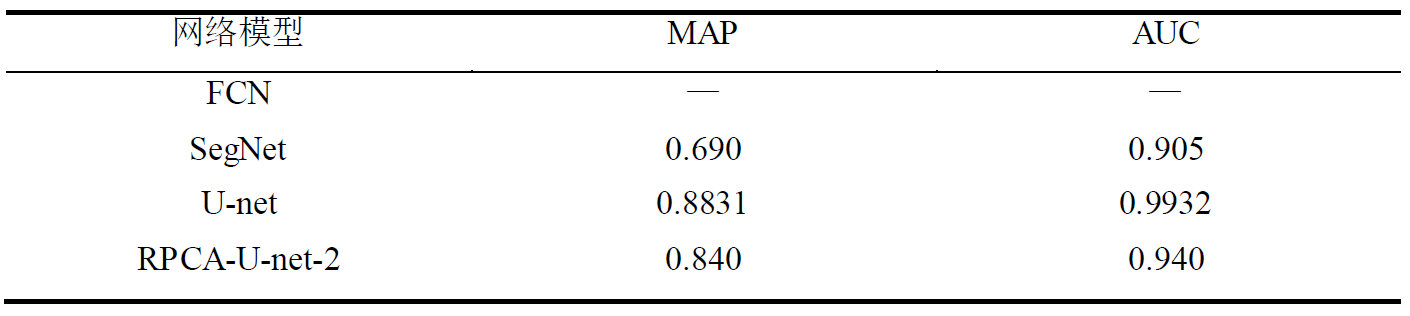 网络模型 MAP AUC
FCN — —
SegNet 0.690 0.905
U-net 0.8831 0.9932
RPCA-U-net-2 0.840 0.940